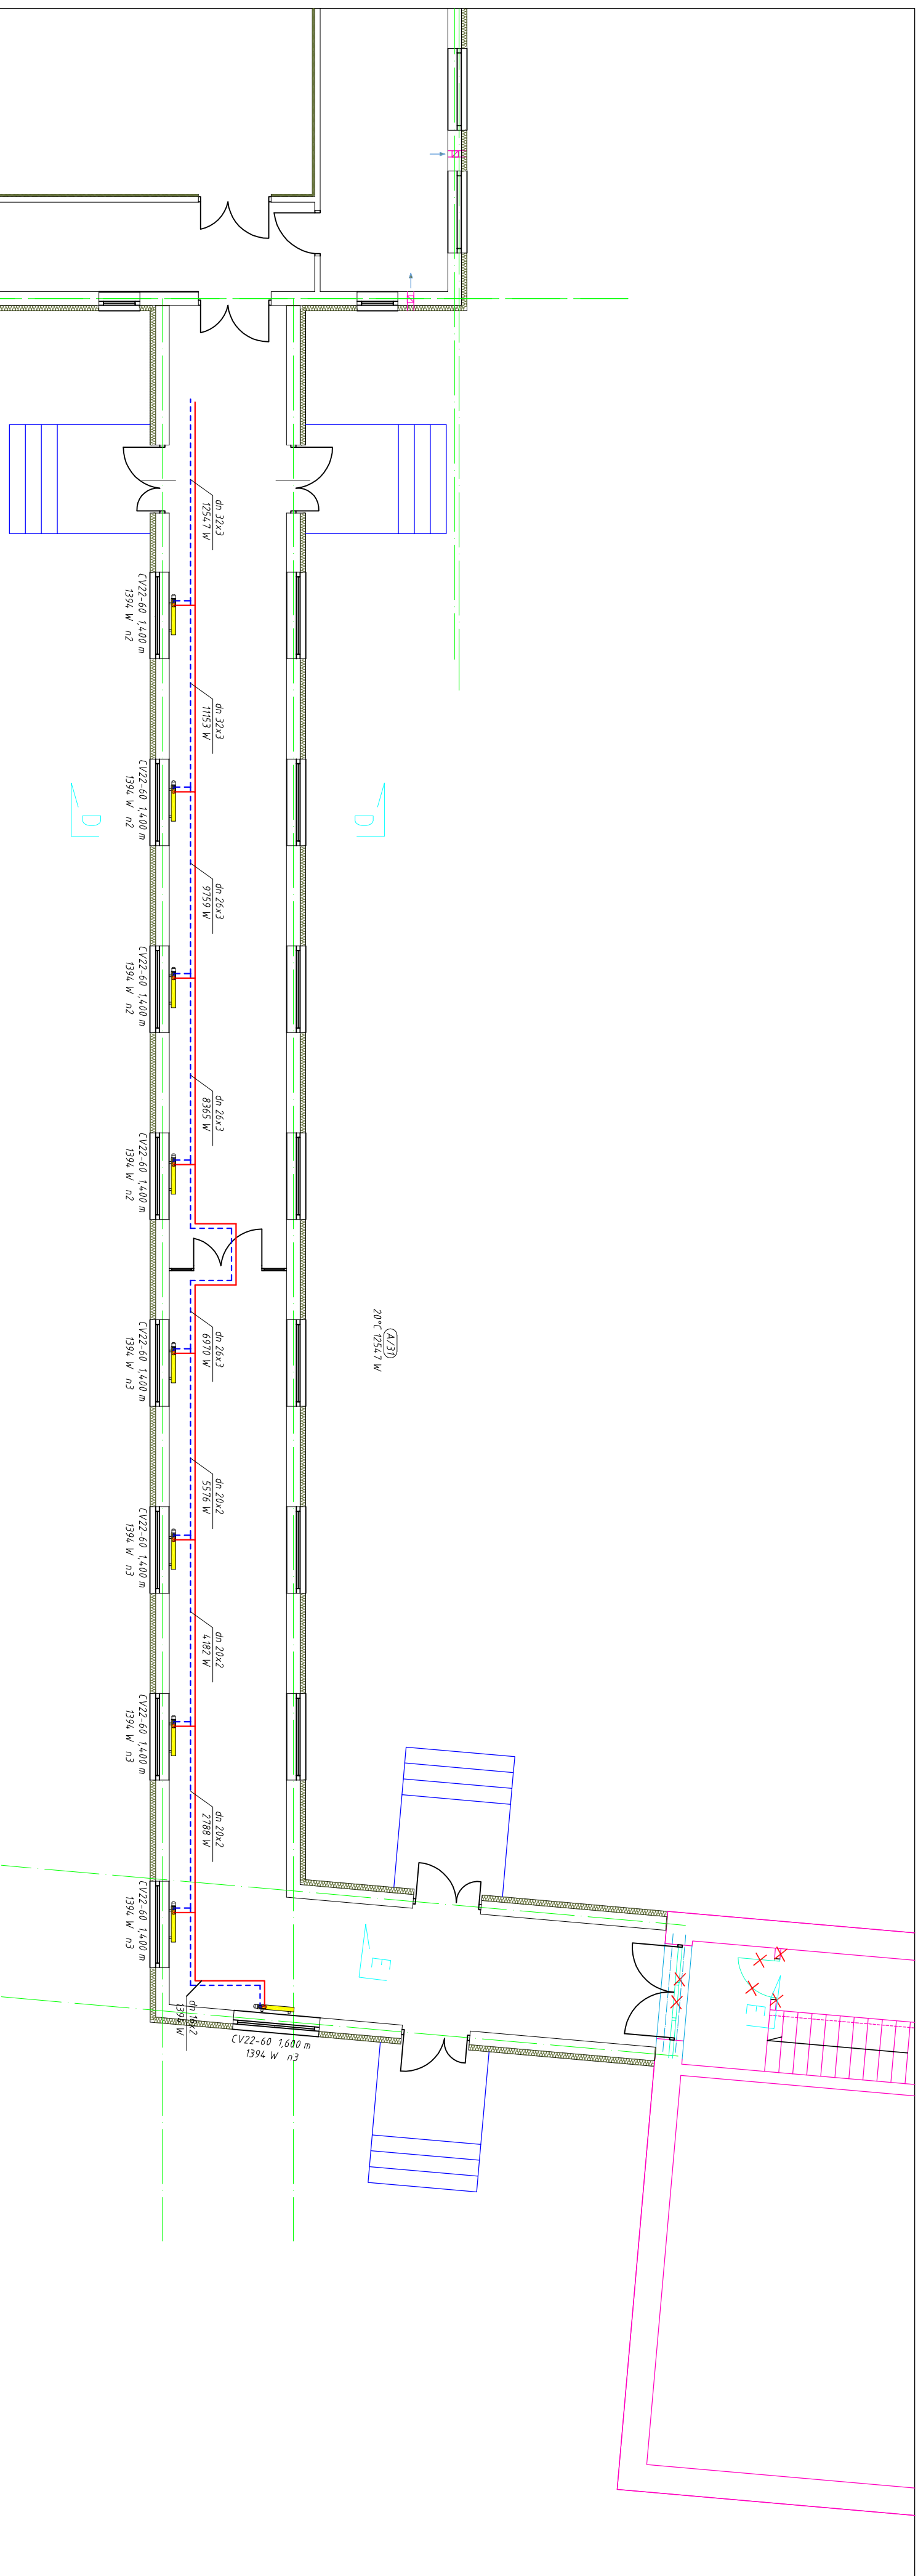 dn 32x3
12547 W
CV22-60 1,400 m
1394 W n2
dn 32x3
11153 W
CV22-60 1,400 m
1394 W n2
D
D
dn 26x3
9759 W
CV22-60 1,400 m
1394 W n2
dn 26x3
8365 W
CV22-60 1,400 m
1394 W n2
A/31
20°C 12547 W
dn 26x3
6970 W
CV22-60 1,400 m
1394 W n3
dn 20x2
5576 W
CV22-60 1,400 m
1394 W n3
dn 20x2
4182 W
CV22-60 1,400 m
1394 W n3
dn 20x2
2788 W
CV22-60 1,400 m
1394 W n3
E
E
dn 16x2
1394 W
CV22-60 1,600 m
1394 W n3